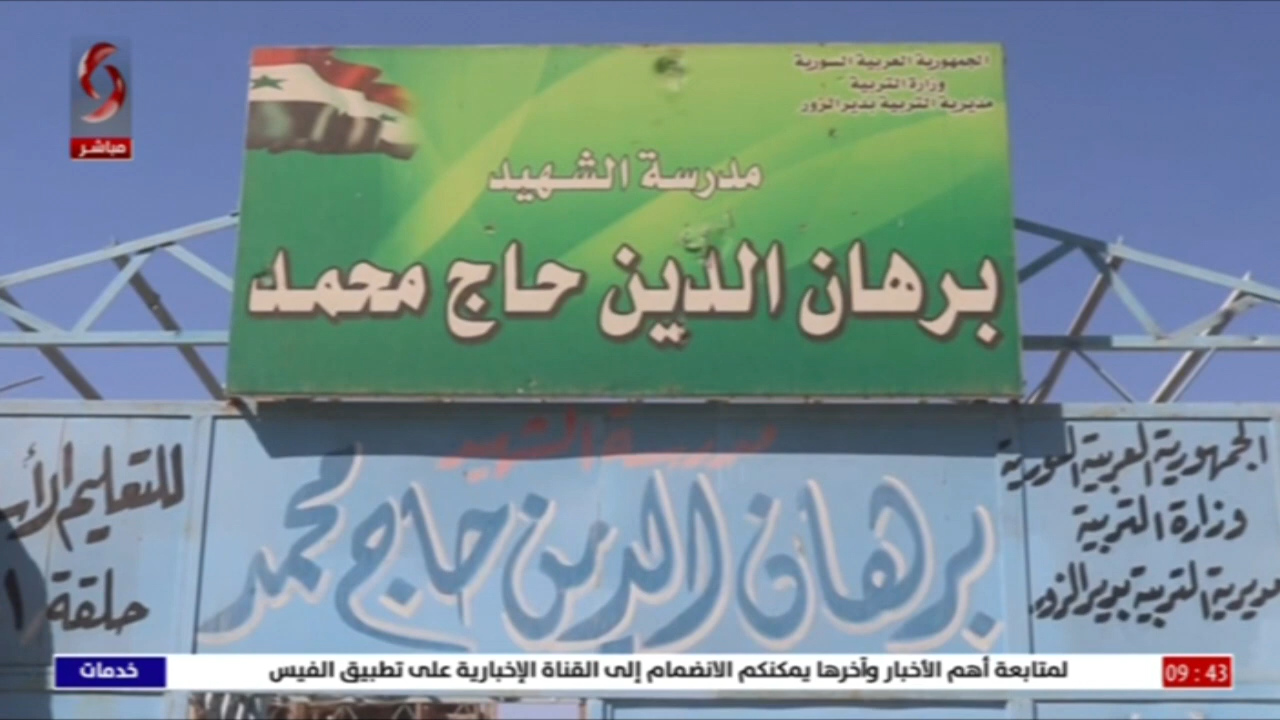 مباشر
الجمهورية العربية السورية
وزارة التربية
مديرية التربية بدير الزور
مدرسة الشهيد
برهان الدين حاج محمد
مدرسة الشهيد
برهان الدين حاج محمد
الجمهورية العربية السورية
وزارة التربية
مديرية التربية بدير الزور
للتعليم الأسا
حلقة ١
09 : 43
لمتابعة أهم الأخبار وآخرها يمكنكم الانضمام إلى القناة الإخبارية على تطبيق الفيس
خدمات